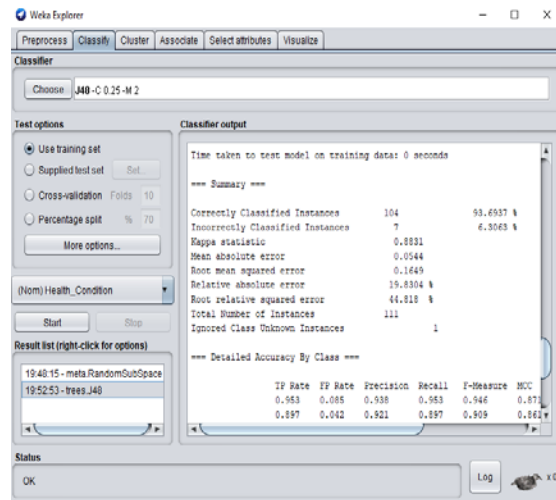 Weka Explorer
Preprocess Classify Cluster Associate Select attributes Visualize
Classifier
Choose J48 -C 0.25 -M 2
Test options
Use training set
Supplied test set Set...
Cross-validation Folds 10
Percentage split % 70
More options...
(Nom) Health_Condition
Start Stop
Result list (right-click for options)
19:48:15 - meta.RandomSubSpace
19:52:53 - trees.J48
Classifier output
Time taken to test model on training data: 0 seconds
=== Summary ===
Correctly Classified Instances 104 93.6937 %
Incorrectly Classified Instances 7 6.3063 %
Kappa statistic 0.8831
Mean absolute error 0.0544
Root mean squared error 0.1649
Relative absolute error 19.8304 %
Root relative squared error 44.818 %
Total Number of Instances 111
Ignored Class Unknown Instances 1
=== Detailed Accuracy By Class ===
TP Rate FP Rate Precision Recall F-Measure MCC
0.953 0.085 0.938 0.953 0.946 0.871
0.897 0.042 0.921 0.897 0.909 0.861
Status
OK
Log
x 0